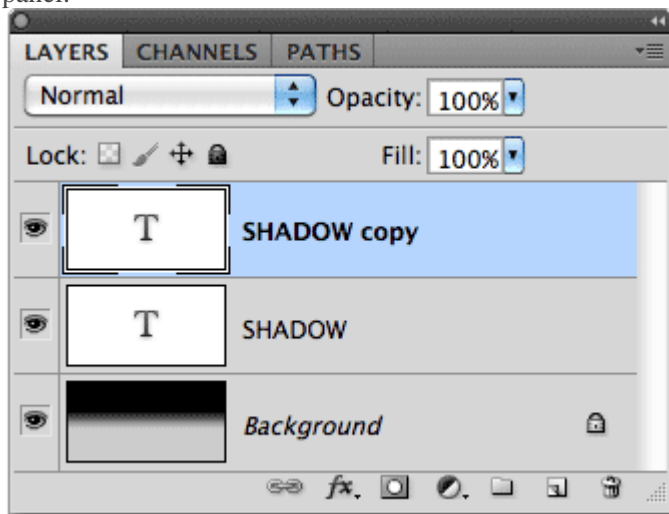 panel.
LAYERS CHANNELS PATHS
Normal Opacity: 100%
Lock: Fill: 100%
T SHADOW copy
T SHADOW
Background
fx.